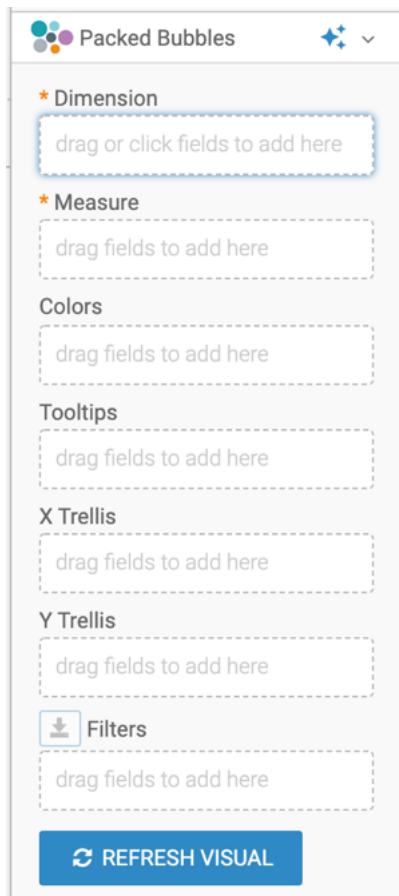 Packed Bubbles
* Dimension
drag or click fields to add here
* Measure
drag fields to add here
Colors
drag fields to add here
Tooltips
drag fields to add here
X Trellis
drag fields to add here
Y Trellis
drag fields to add here
Filters
drag fields to add here
REFRESH VISUAL